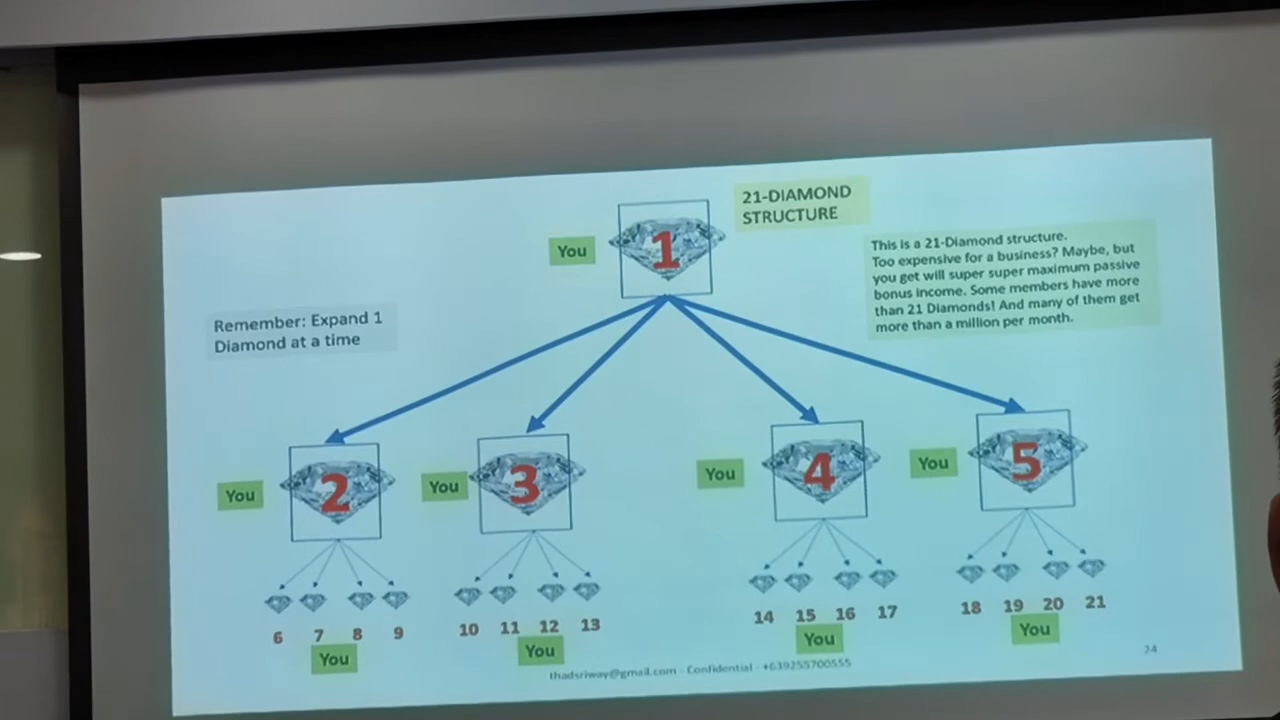 21-DIAMOND
STRUCTURE
You
1
This is a 21-Diamond structure.
Too expensive for a business? Maybe, but
you get will super super maximum passive
bonus income. Some members have more
than 21 Diamonds! And many of them get
more than a million per month.
Remember: Expand 1
Diamond at a time
You
2
You
3
You
4
You
5
6 7 8 9
10 11 12 13
14 15 16 17
18 19 20 21
You
You
You
You
thadsriway@gmail.com - Confidential - +639255700555
24